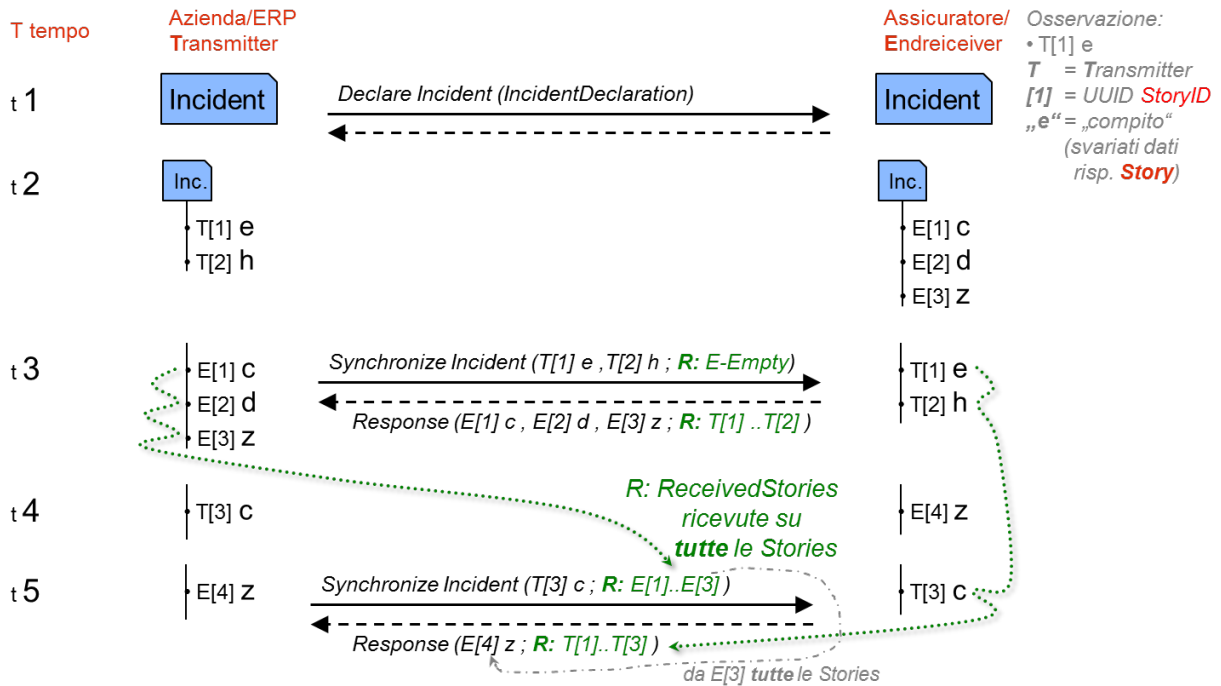 T tempo
Azienda/ERP
Transmitter
Assicuratore/
Endreiceiver
Osservazione:
• T[1] e
T = Transmitter
[1] = UUID StoryID
„e“ = „compito“
(svariati dati
risp. Story)
t 1
Incident
Declare Incident (IncidentDeclaration)
Incident
t 2
Inc.
T[1] e
T[2] h
Inc.
E[1] c
E[2] d
E[3] z
t 3
E[1] c
E[2] d
E[3] z
Synchronize Incident (T[1] e ,T[2] h ; R: E-Empty)
Response (E[1] c , E[2] d , E[3] z ; R: T[1] ..T[2] )
T[1] e
T[2] h
R: ReceivedStories
ricevute su
tutte le Stories
t 4
T[3] c
E[4] z
t 5
E[4] z
Synchronize Incident (T[3] c ; R: E[1]..E[3] )
Response (E[4] z ; R: T[1]..T[3] )
T[3] c
da E[3] tutte le Stories